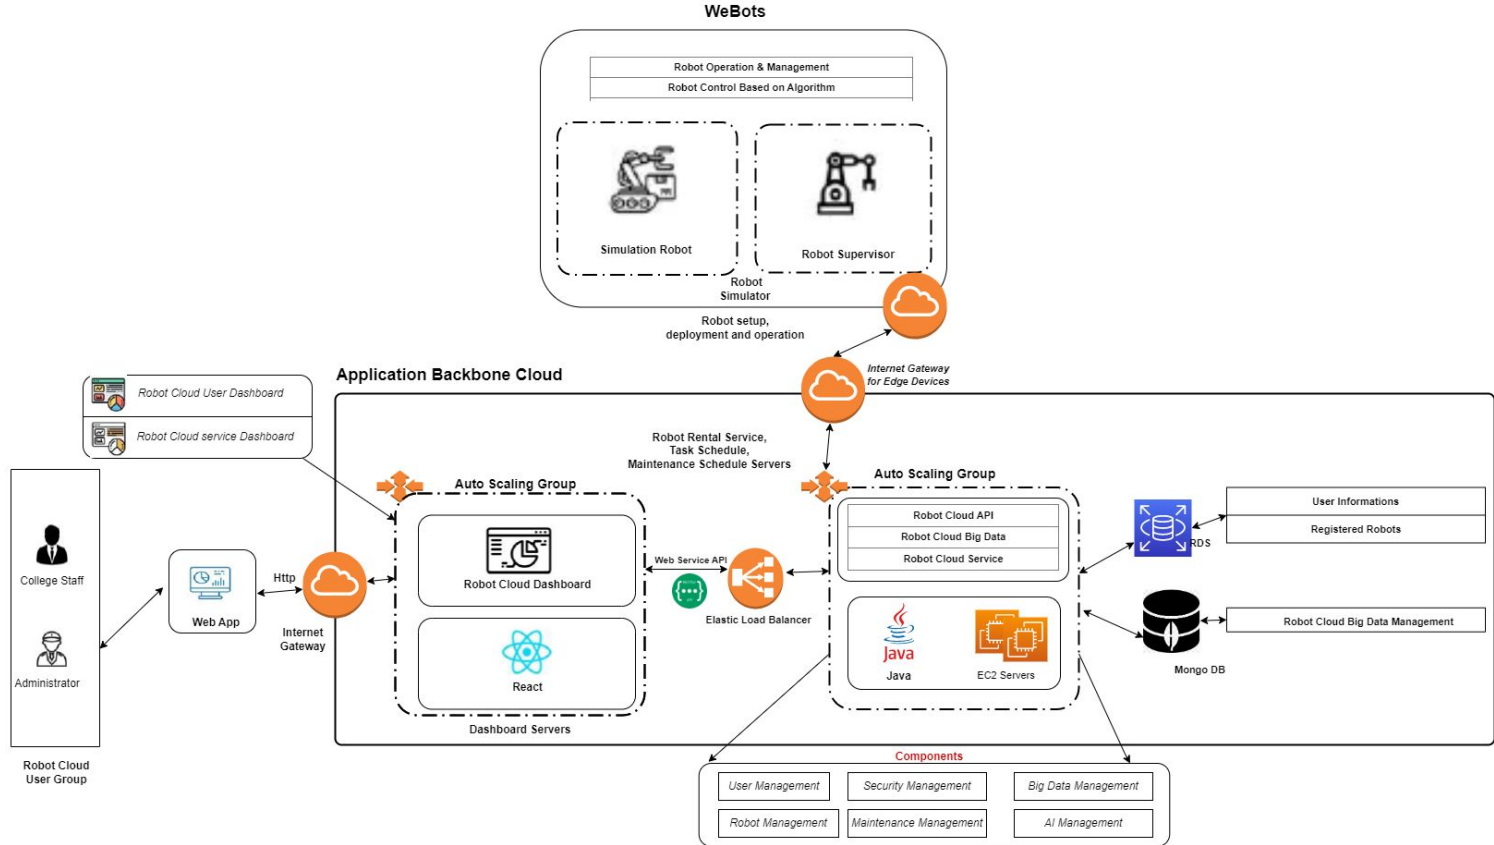 WeBots
Robot Operation & Management
Robot Control Based on Algorithm
Simulation Robot
Robot Supervisor
Robot
Simulator
Robot setup,
deployment and operation
Internet Gateway
for Edge Devices
Application Backbone Cloud
Robot Cloud User Dashboard
Robot Cloud service Dashboard
Robot Rental Service,
Task Schedule,
Maintenance Schedule Servers
Auto Scaling Group
Auto Scaling Group
College Staff
Administrator
Robot Cloud
User Group
Web App
Http
Internet
Gateway
Robot Cloud Dashboard
React
Dashboard Servers
Web Service API
Elastic Load Balancer
Robot Cloud API
Robot Cloud Big Data
Robot Cloud Service
Java
Java
EC2 Servers
RDS
User Informations
Registered Robots
Mongo DB
Robot Cloud Big Data Management
Components
User Management
Security Management
Big Data Management
Robot Management
Maintenance Management
AI Management